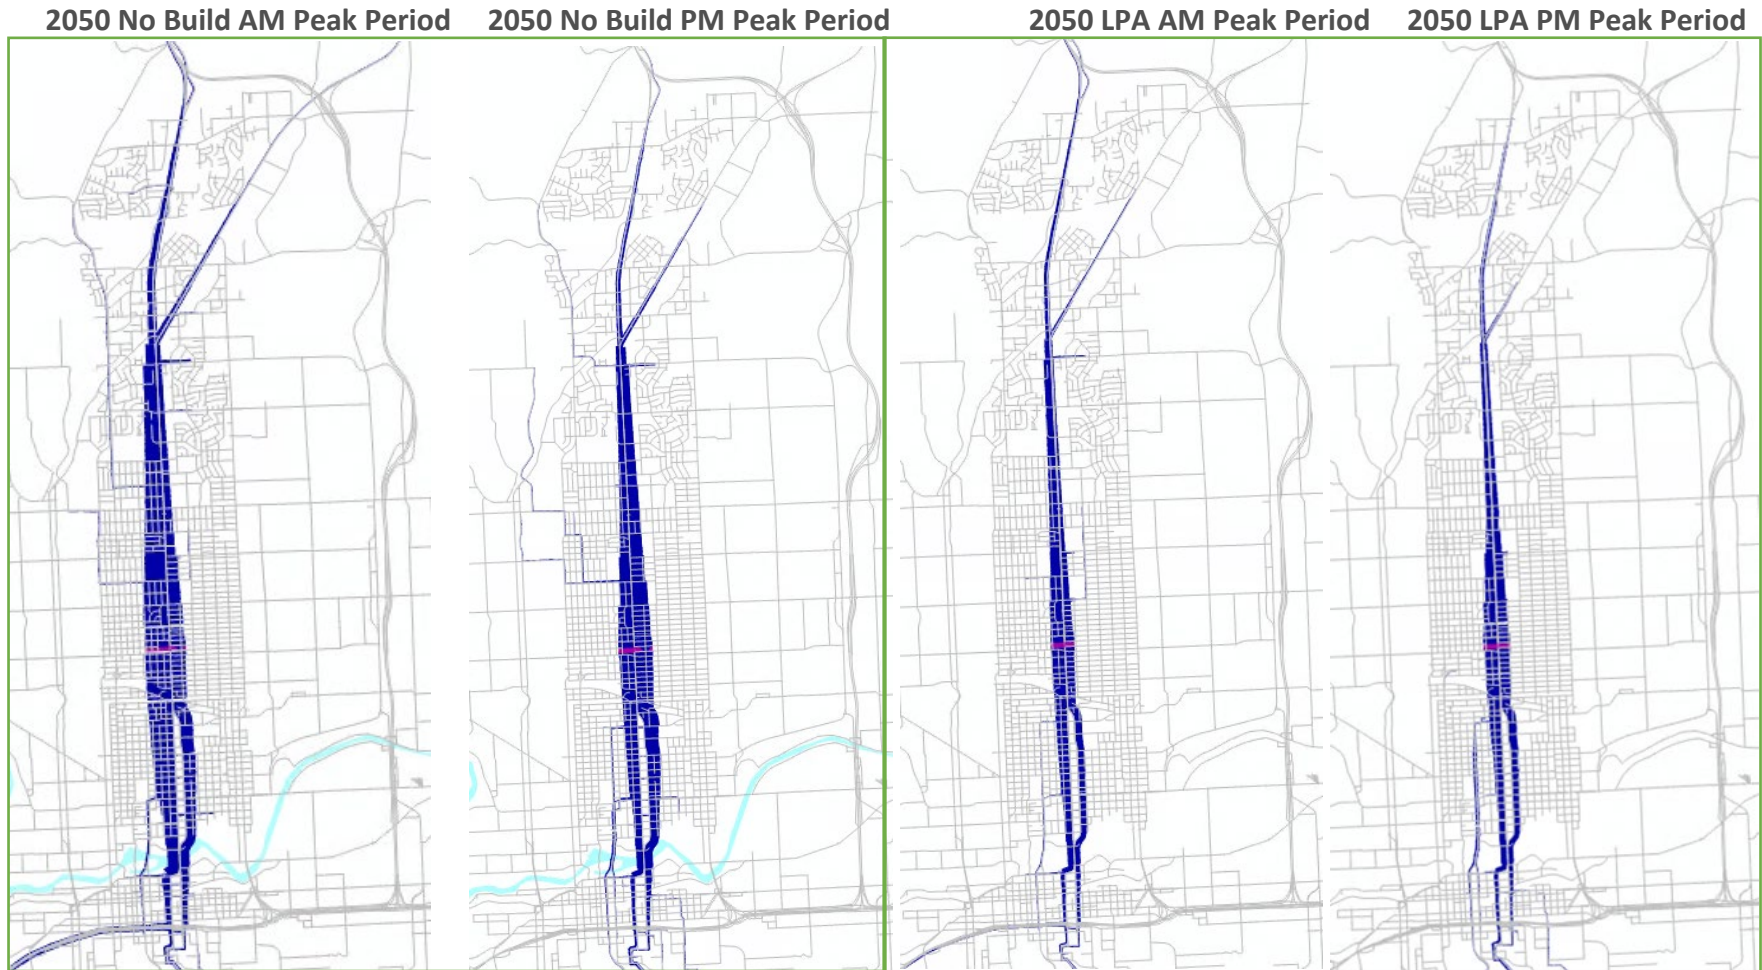 2050 No Build AM Peak Period
2050 No Build PM Peak Period
2050 LPA AM Peak Period
2050 LPA PM Peak Period